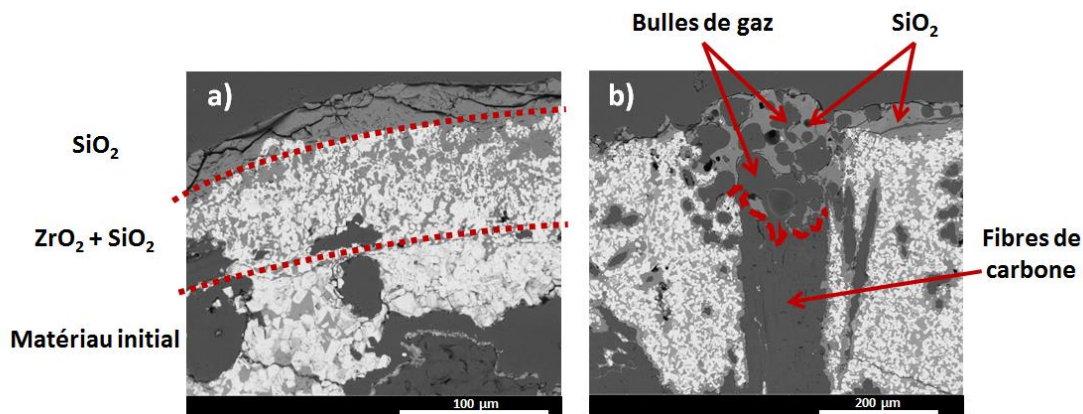 Bulles de gaz
SiO2
a)
b)
SiO2
ZrO2 + SiO2
Matériau initial
Fibres de
carbone
100 µm
200 µm